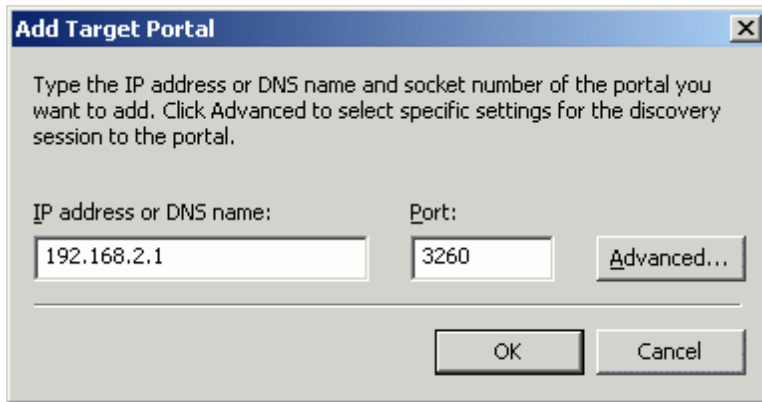 Add Target Portal
Type the IP address or DNS name and socket number of the portal you
want to add. Click Advanced to select specific settings for the discovery
session to the portal.
IP address or DNS name:
Port:
192.168.2.1
3260
Advanced...
OK
Cancel